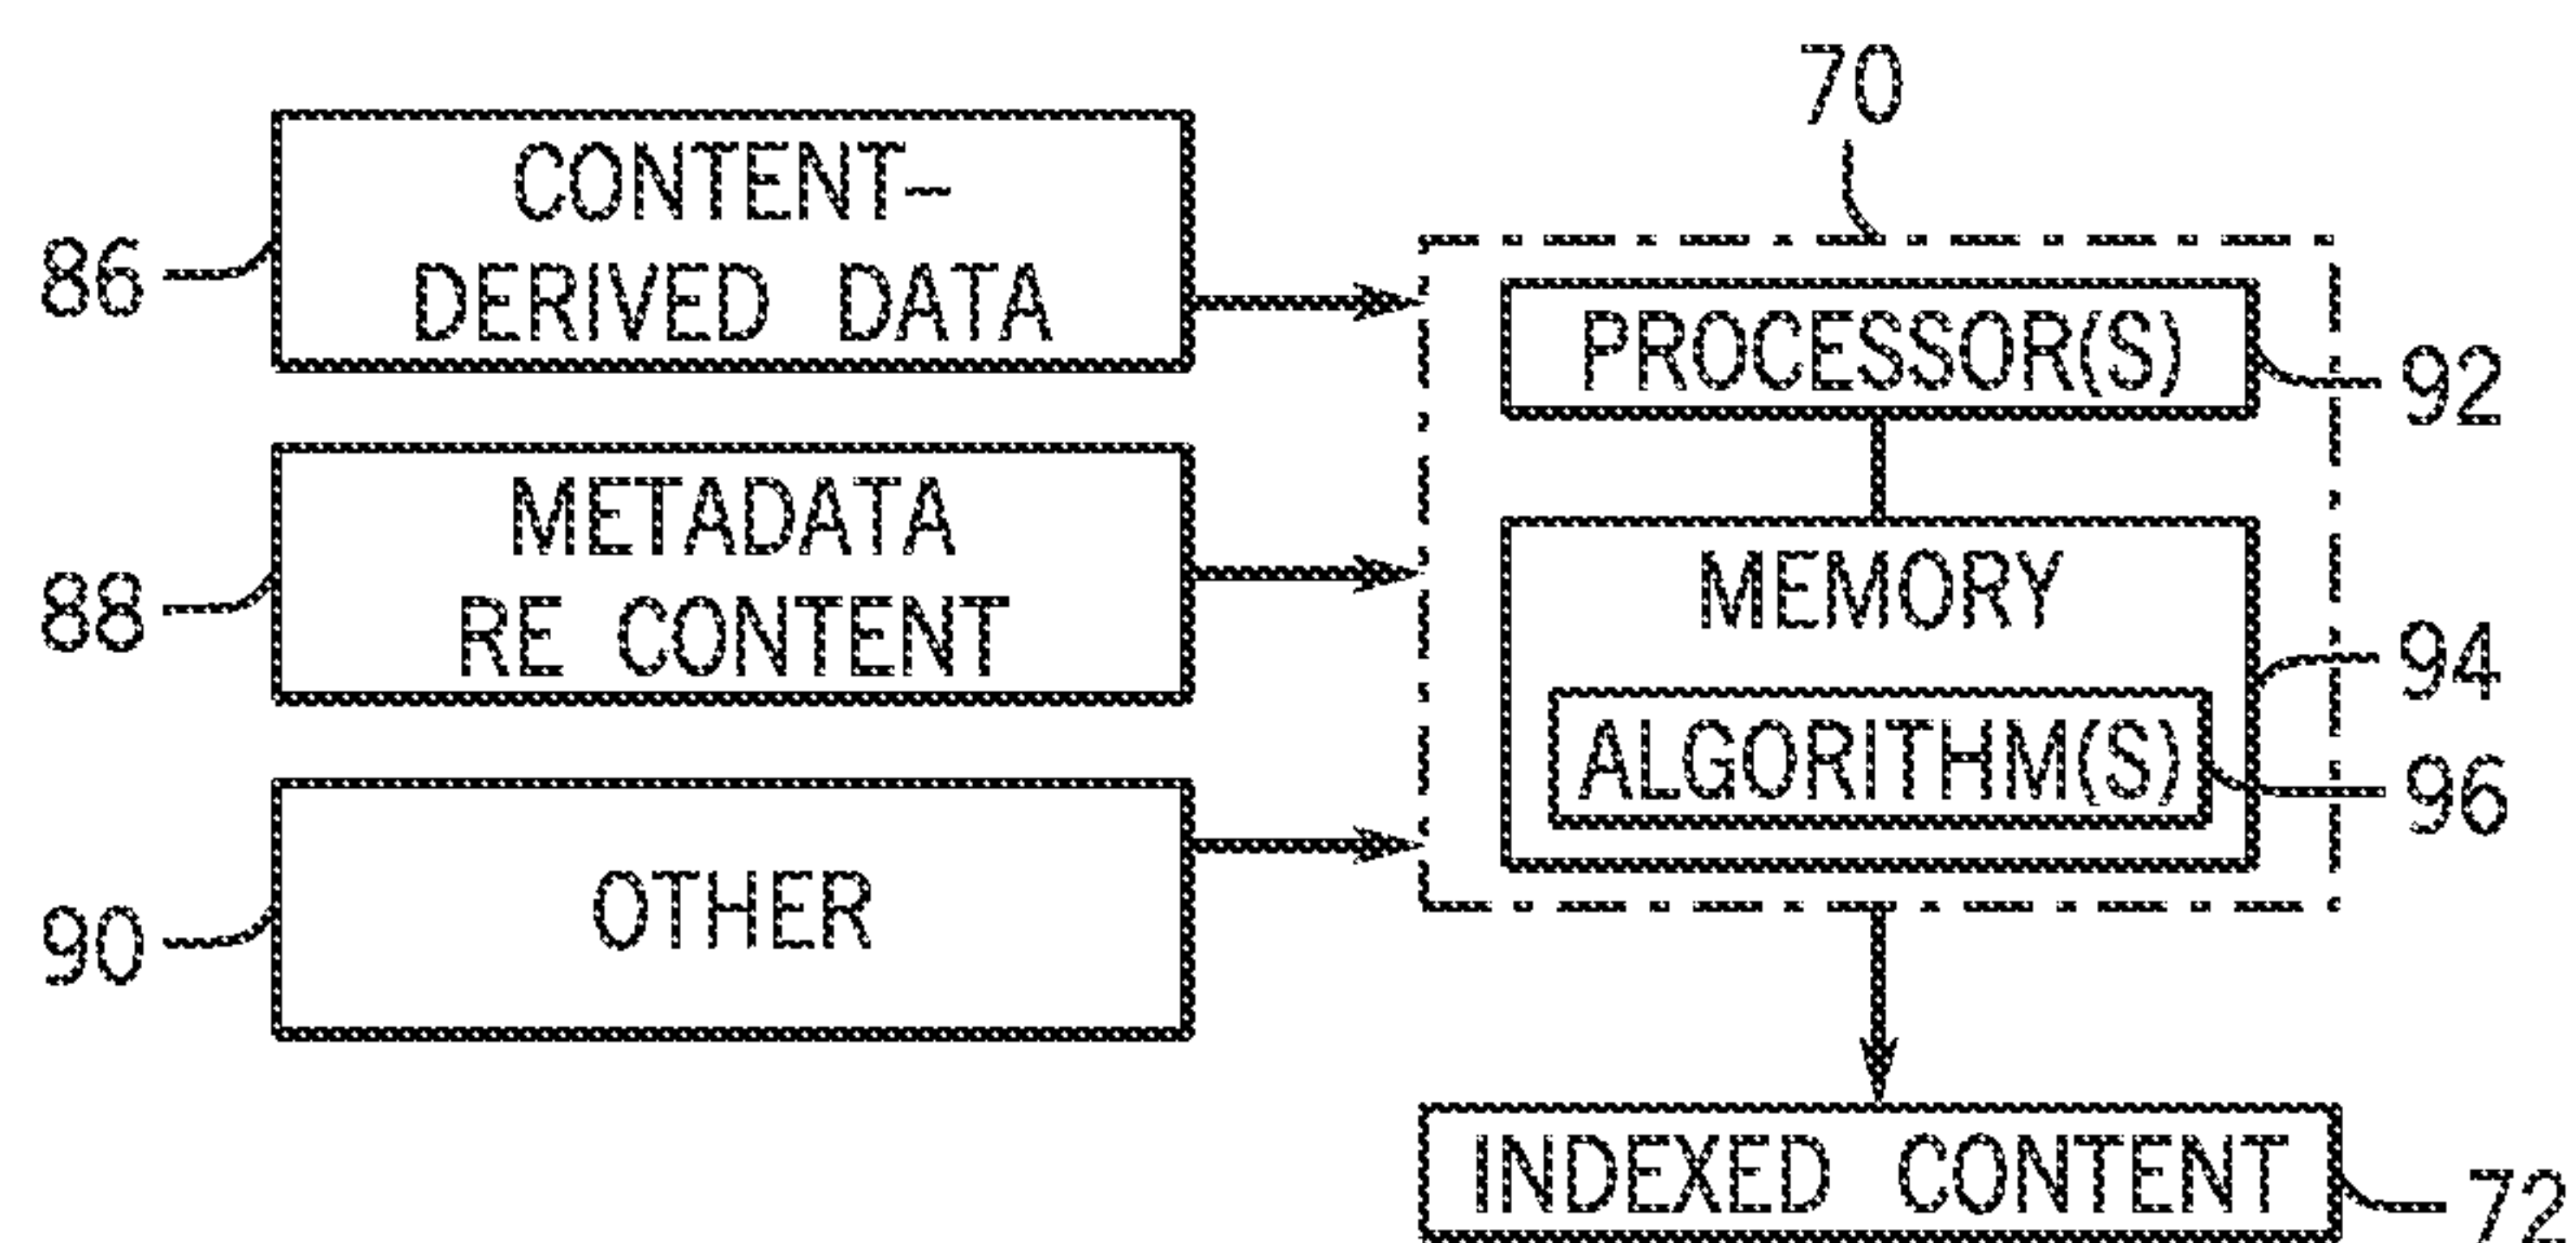 70
CONTENT-
DERIVED DATA
86
PROCESSOR(S)
92
METADATA
RE CONTENT
88
MEMORY
94
ALGORITHM(S)
96
OTHER
90
INDEXED CONTENT
72